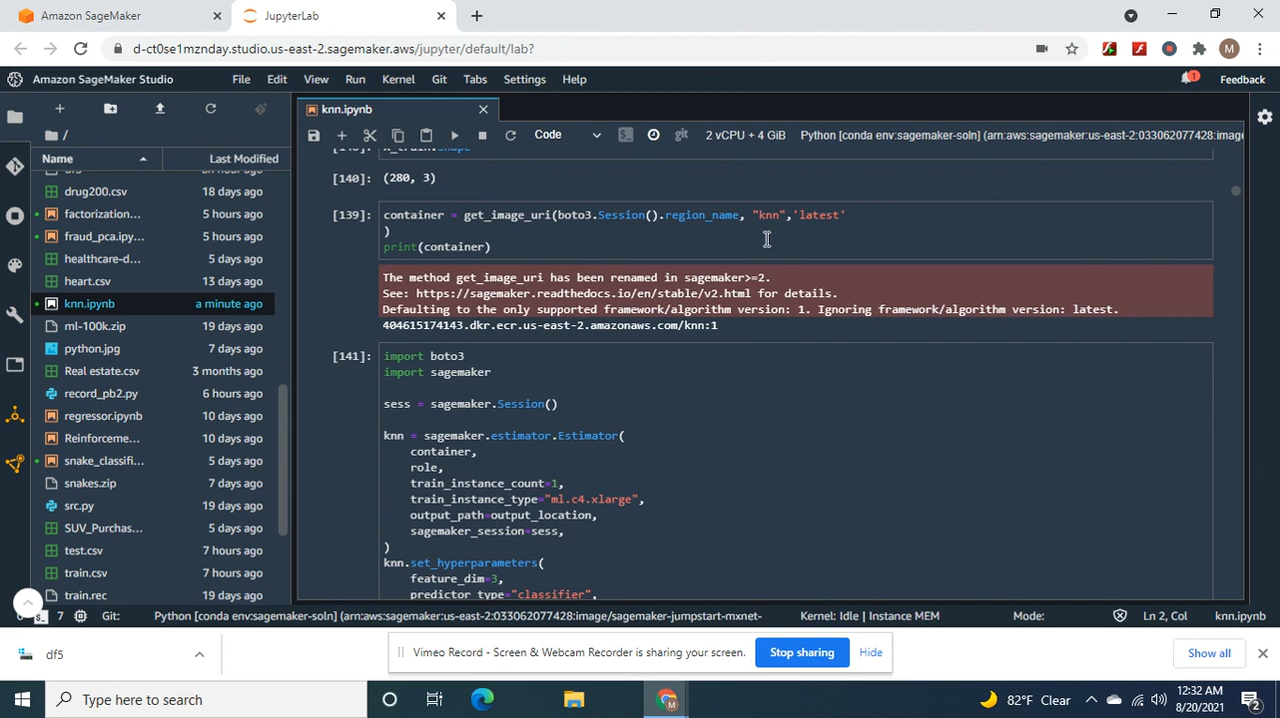 Amazon SageMaker
JupyterLab
d-ct0se1mznday.studio.us-east-2.sagemaker.aws/jupyter/default/lab?
M
Amazon SageMaker Studio
File Edit View Run Kernel Git Tabs Settings Help
1
Feedback
knn.ipynb
Code
git
2 vCPU + 4 GiB
Python [conda env:sagemaker-soln] (arn:aws:sagemaker:us-east-2:033062077428:image
/
Name Last Modified
drug200.csv 18 days ago
factorization... 5 hours ago
fraud_pca.ipy... 5 hours ago
healthcare-d... 5 days ago
heart.csv 13 days ago
knn.ipynb a minute ago
ml-100k.zip 19 days ago
python.jpg 7 days ago
Real estate.csv 3 months ago
record_pb2.py 6 hours ago
regressor.ipynb 10 days ago
Reinforceme... 10 days ago
snake_classifi... 5 days ago
snakes.zip 7 days ago
src.py 19 days ago
SUV_Purchas... 5 days ago
test.csv 7 hours ago
train.csv 7 hours ago
train.rec 19 days ago
[140]: (280, 3)
[139]: container = get_image_uri(boto3.Session().region_name, "knn",'latest'
)
print(container)
The method get_image_uri has been renamed in sagemaker>=2.
See: https://sagemaker.readthedocs.io/en/stable/v2.html for details.
Defaulting to the only supported framework/algorithm version: 1. Ignoring framework/algorithm version: latest.
404615174143.dkr.ecr.us-east-2.amazonaws.com/knn:1
[141]: import boto3
import sagemaker
sess = sagemaker.Session()
knn = sagemaker.estimator.Estimator(
container,
role,
train_instance_count=1,
train_instance_type="ml.c4.xlarge",
output_path=output_location,
sagemaker_session=sess,
)
knn.set_hyperparameters(
feature_dim=3,
predictor_type="classifier",
7
Git:
Python [conda env:sagemaker-soln] (arn:aws:sagemaker:us-east-2:033062077428:image/sagemaker-jumpstart-mxnet-
Kernel: Idle | Instance MEM
Mode:
Ln 2, Col
knn.ipynb
df5
Vimeo Record - Screen & Webcam Recorder is sharing your screen.
Stop sharing
Hide
Show all
Type here to search
M
82°F Clear
12:32 AM
8/20/2021
2